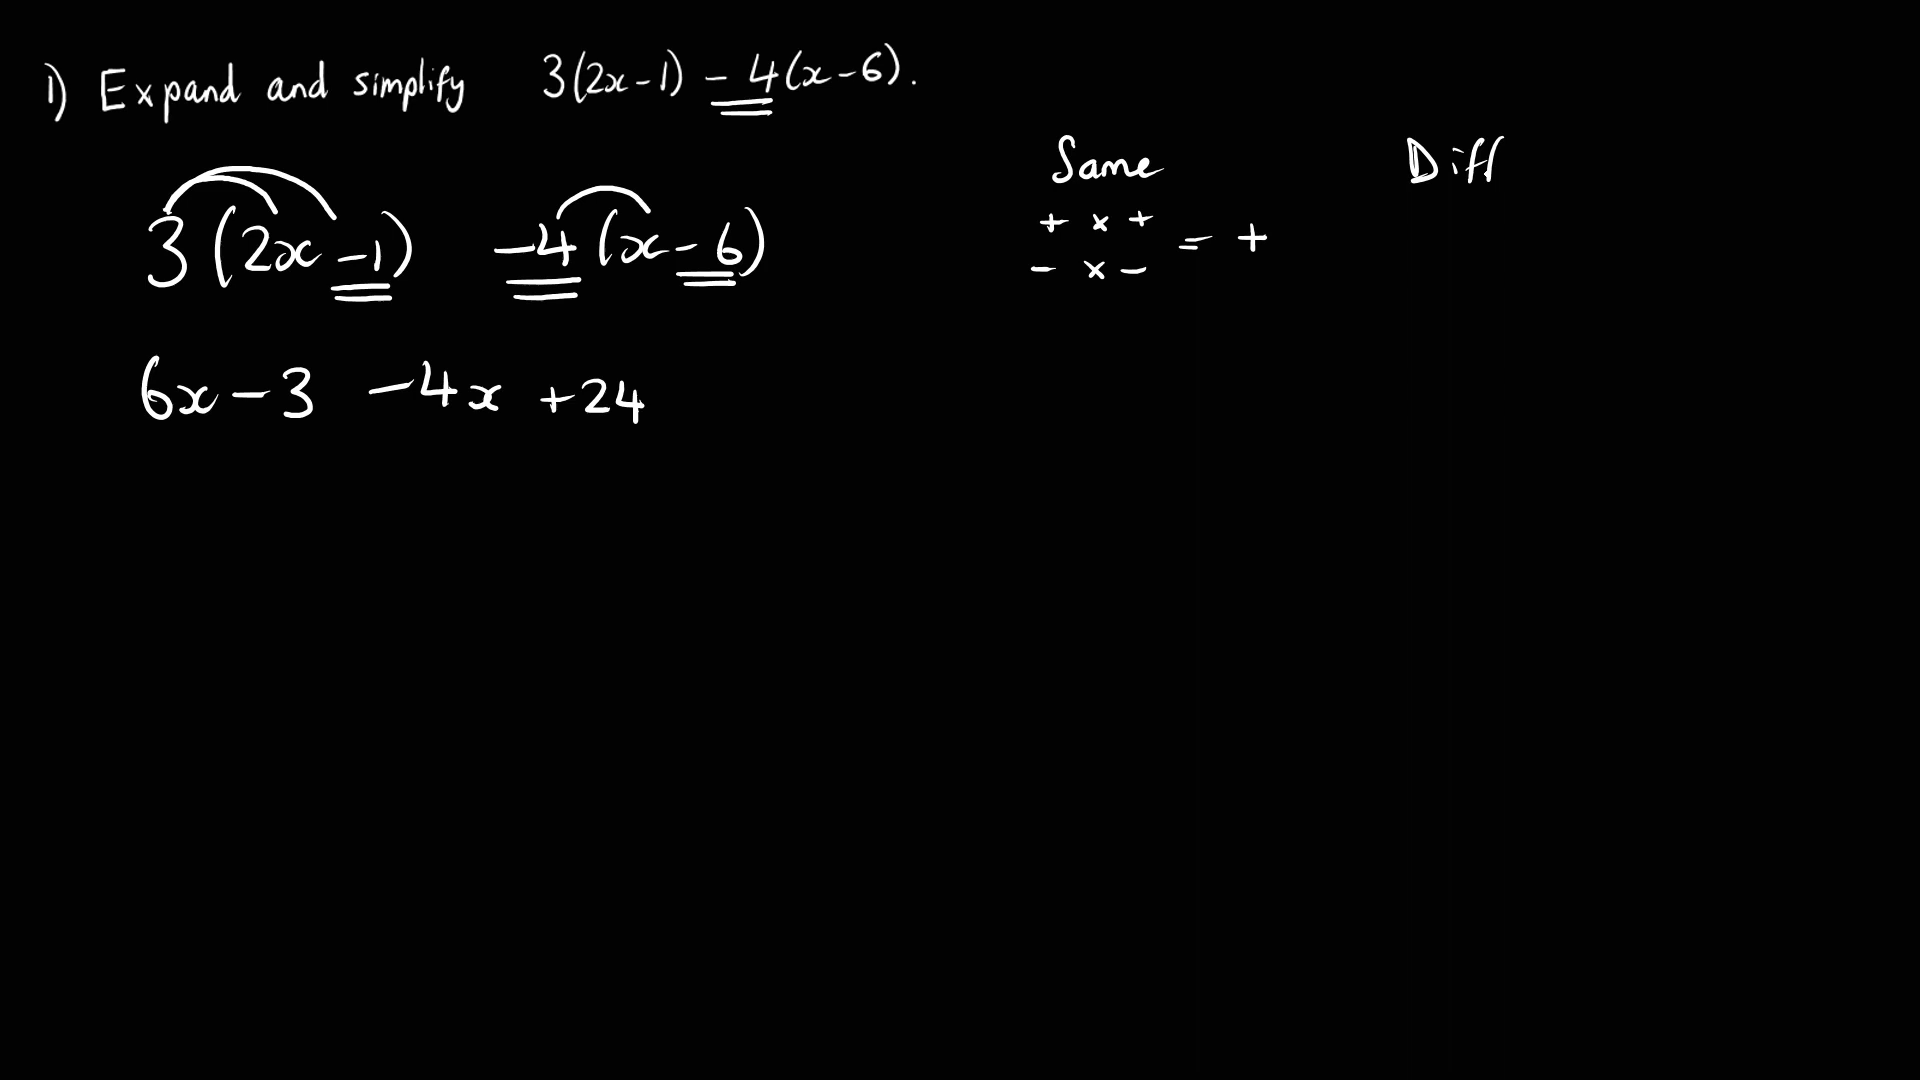 1) Expand and simplify 3(2x-1) - 4(x-6).
Same Diff
3(2x-1) -4(x-6)
+ x + = +
- x -
6x-3 -4x +24